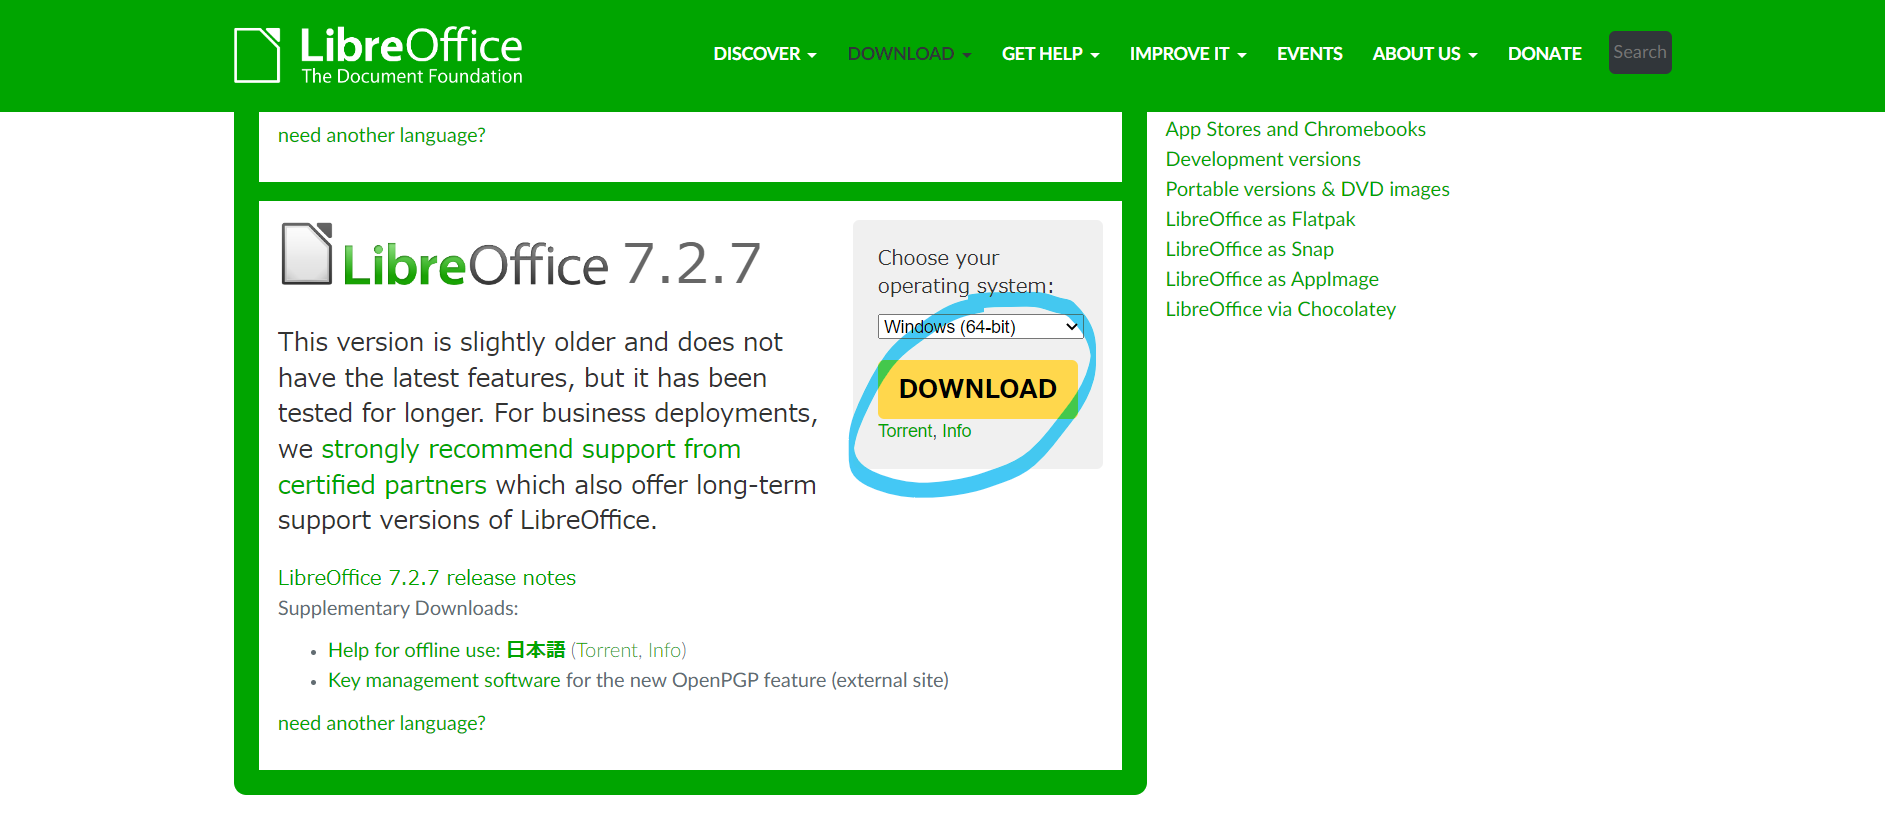 LibreOffice
The Document Foundation
DISCOVER
DOWNLOAD
GET HELP
IMPROVE IT
EVENTS
ABOUT US
DONATE
Search
need another language?
LibreOffice 7.2.7
This version is slightly older and does not
have the latest features, but it has been
tested for longer. For business deployments,
we strongly recommend support from
certified partners which also offer long-term
support versions of LibreOffice.
LibreOffice 7.2.7 release notes
Supplementary Downloads:
• Help for offline use: 日本語 (Torrent, Info)
• Key management software for the new OpenPGP feature (external site)
need another language?
Choose your
operating system:
Windows (64-bit)
DOWNLOAD
Torrent, Info
App Stores and Chromebooks
Development versions
Portable versions & DVD images
LibreOffice as Flatpak
LibreOffice as Snap
LibreOffice as AppImage
LibreOffice via Chocolatey